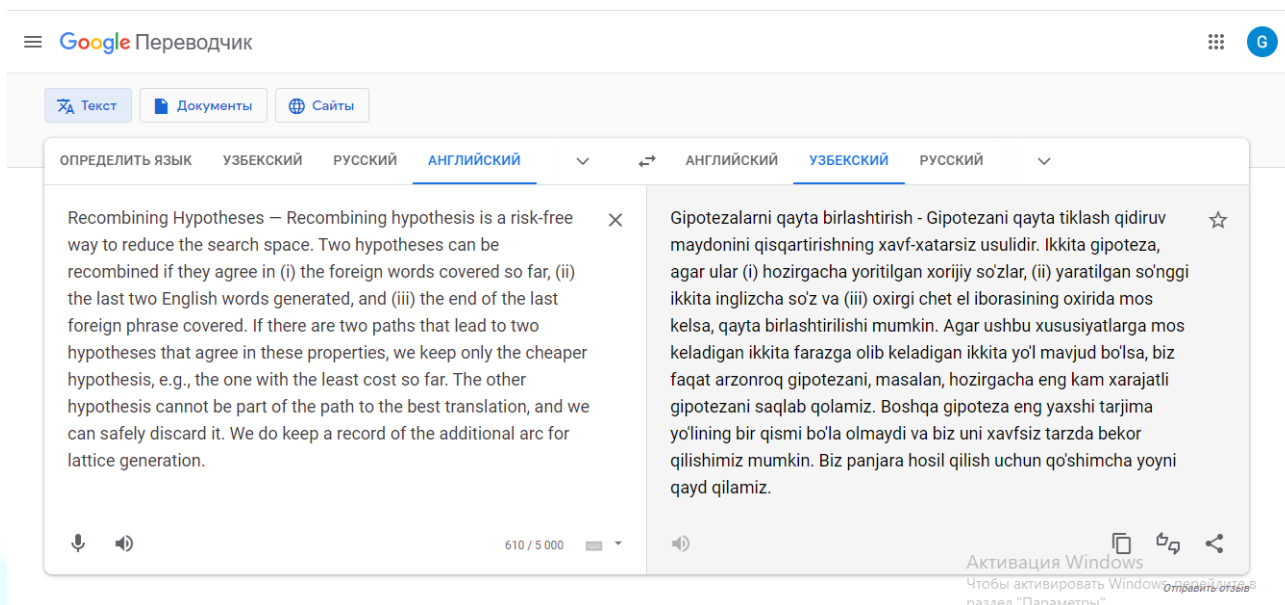 Google Переводчик
G
Текст
Документы
Сайты
ОПРЕДЕЛИТЬ ЯЗЫК УЗБЕКСКИЙ РУССКИЙ АНГЛИЙСКИЙ
АНГЛИЙСКИЙ УЗБЕКСКИЙ РУССКИЙ
Recombining Hypotheses — Recombining hypothesis is a risk-free
way to reduce the search space. Two hypotheses can be
recombined if they agree in (i) the foreign words covered so far, (ii)
the last two English words generated, and (iii) the end of the last
foreign phrase covered. If there are two paths that lead to two
hypotheses that agree in these properties, we keep only the cheaper
hypothesis, e.g., the one with the least cost so far. The other
hypothesis cannot be part of the path to the best translation, and we
can safely discard it. We do keep a record of the additional arc for
lattice generation.
610 / 5 000
Gipotezalarni qayta birlashtirish - Gipotezani qayta tiklash qidiruv
maydonini qisqartirishning xavf-xatarsiz usulidir. Ikkita gipoteza,
agar ular (i) hozirgacha yoritilgan xorijiy so'zlar, (ii) yaratilgan so'nggi
ikkita inglizcha so'z va (iii) oxirgi chet el iborasining oxirida mos
kelsa, qayta birlashtirilishi mumkin. Agar ushbu xususiyatlarga mos
keladigan ikkita farazga olib keladigan ikkita yo'l mavjud bo'lsa, biz
faqat arzonroq gipotezani, masalan, hozirgacha eng kam xarajatli
gipotezani saqlab qolamiz. Boshqa gipoteza eng yaxshi tarjima
yo'lining bir qismi bo'la olmaydi va biz uni xavfsiz tarzda bekor
qilishimiz mumkin. Biz panjara hosil qilish uchun qo'shimcha yoyni
qayd qilamiz.
Активация Windows
Чтобы активировать Windows, перейдите в
Отправить отзыв
раздел "Параметры".